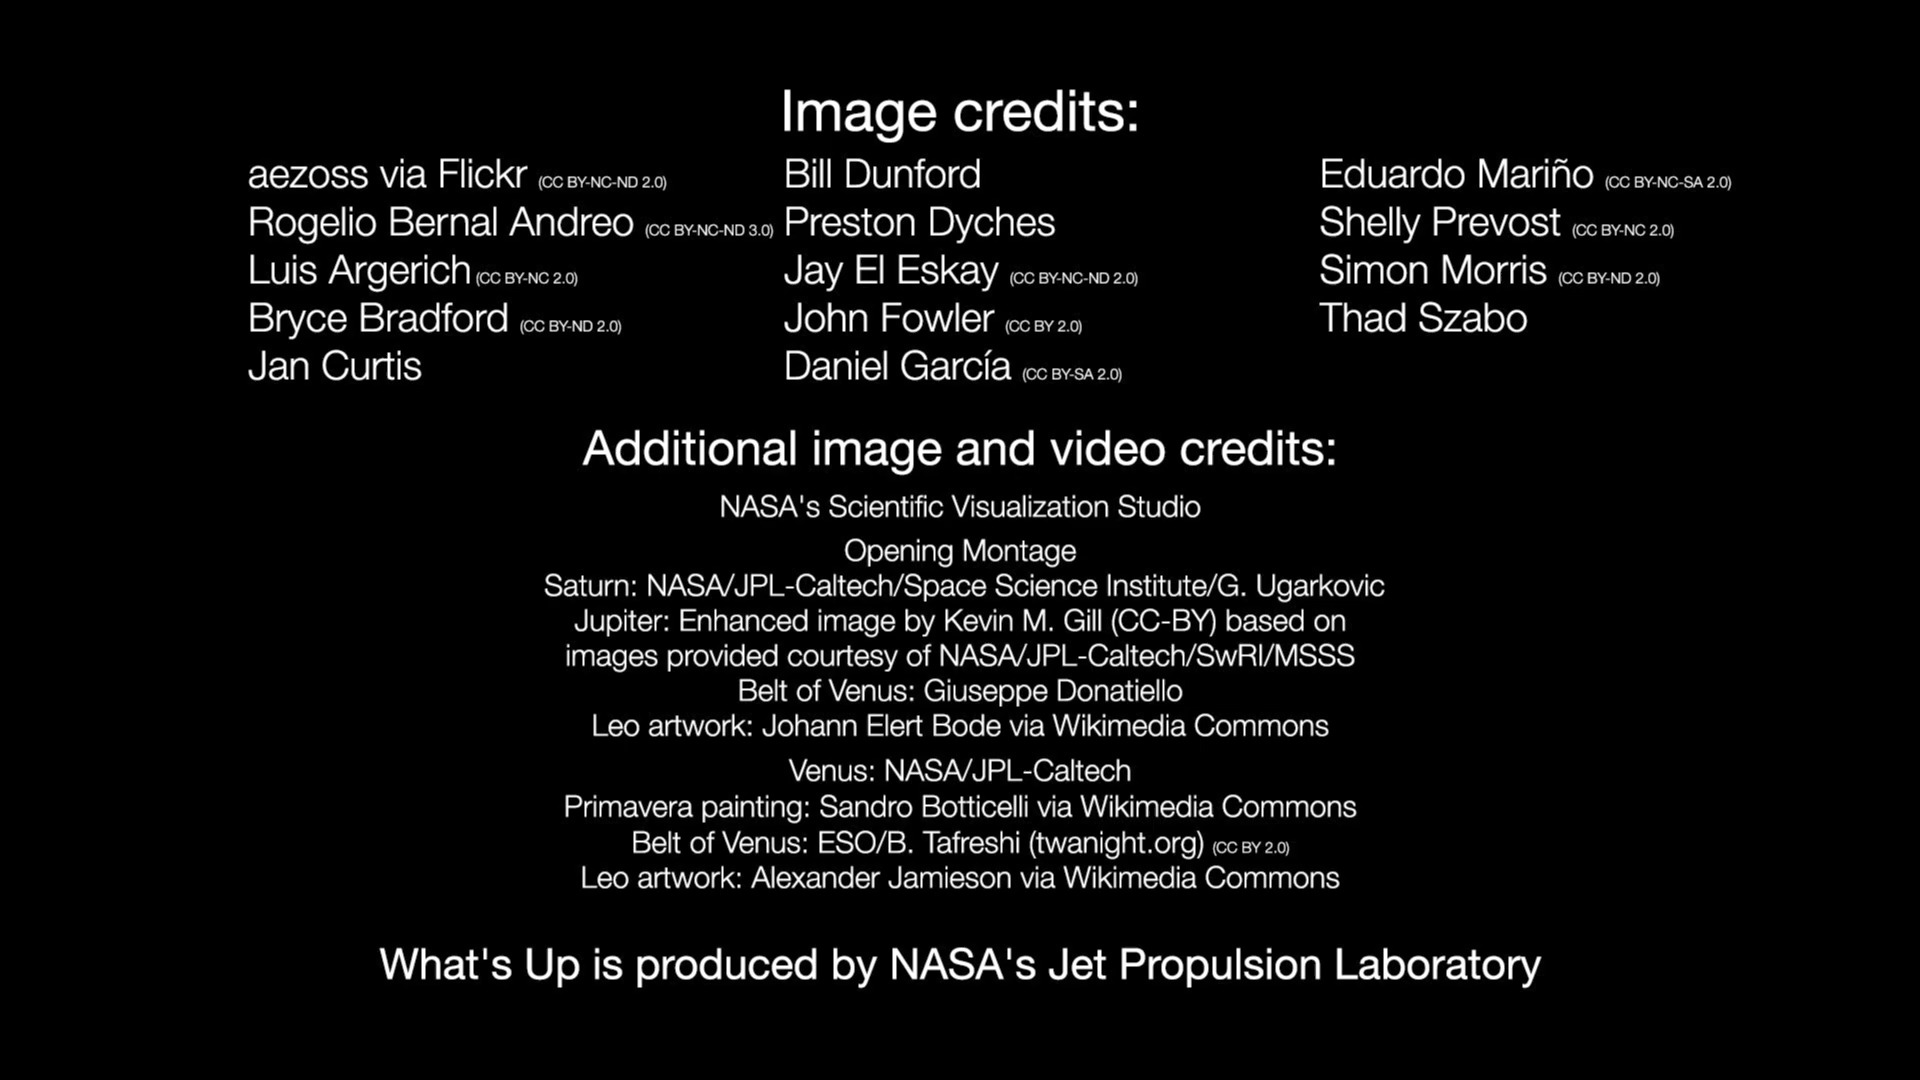 Image credits:
aezoss via Flickr (CC BY-NC-ND 2.0)
Rogelio Bernal Andreo (CC BY-NC-ND 3.0)
Luis Argerich (CC BY-NC 2.0)
Bryce Bradford (CC BY-ND 2.0)
Jan Curtis
Bill Dunford
Preston Dyches
Jay El Eskay (CC BY-NC-ND 2.0)
John Fowler (CC BY 2.0)
Daniel García (CC BY-SA 2.0)
Eduardo Mariño (CC BY-NC-SA 2.0)
Shelly Prevost (CC BY-NC 2.0)
Simon Morris (CC BY-ND 2.0)
Thad Szabo
Additional image and video credits:
NASA's Scientific Visualization Studio
Opening Montage
Saturn: NASA/JPL-Caltech/Space Science Institute/G. Ugarkovic
Jupiter: Enhanced image by Kevin M. Gill (CC-BY) based on
images provided courtesy of NASA/JPL-Caltech/SwRI/MSSS
Belt of Venus: Giuseppe Donatiello
Leo artwork: Johann Elert Bode via Wikimedia Commons
Venus: NASA/JPL-Caltech
Primavera painting: Sandro Botticelli via Wikimedia Commons
Belt of Venus: ESO/B. Tafreshi (twanight.org) (CC BY 2.0)
Leo artwork: Alexander Jamieson via Wikimedia Commons
What's Up is produced by NASA's Jet Propulsion Laboratory